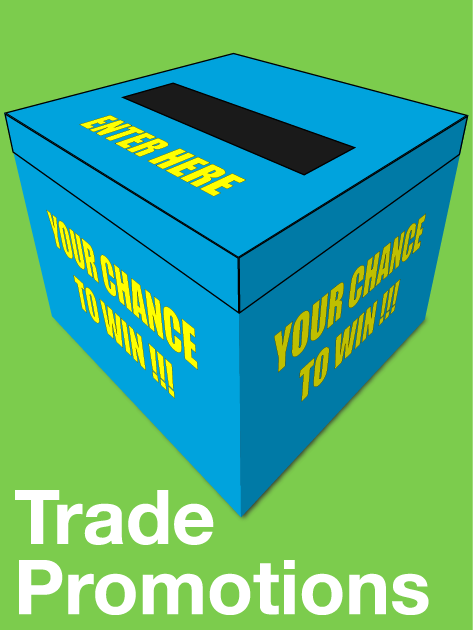 ENTER HERE
YOUR CHANCE
TO WIN !!!
YOUR CHANCE
TO WIN !!!
Trade
Promotions